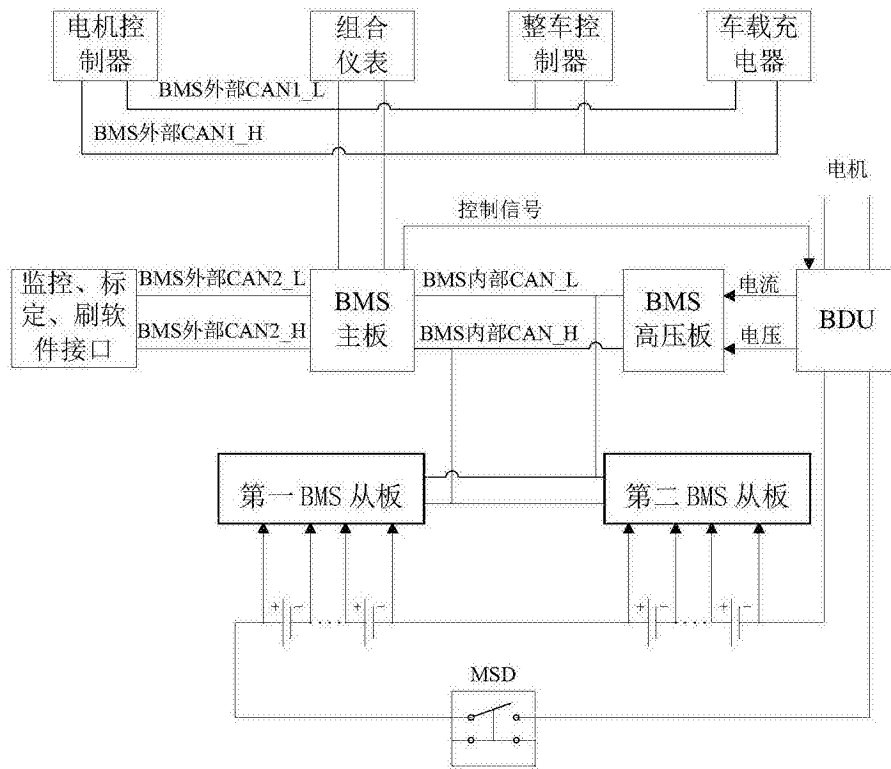 电机控
制器
组合
仪表
整车控
制器
车载充
电器
BMS外部CAN1_L
BMS外部CAN1_H
电机
控制信号
监控、标
定、刷软
件接口
BMS外部CAN2_L
BMS外部CAN2_H
BMS
主板
BMS内部CAN_L
BMS内部CAN_H
BMS
高压板
电流
电压
BDU
第一BMS从板
第二BMS从板
+ − ... + −
+ − ... + −
MSD